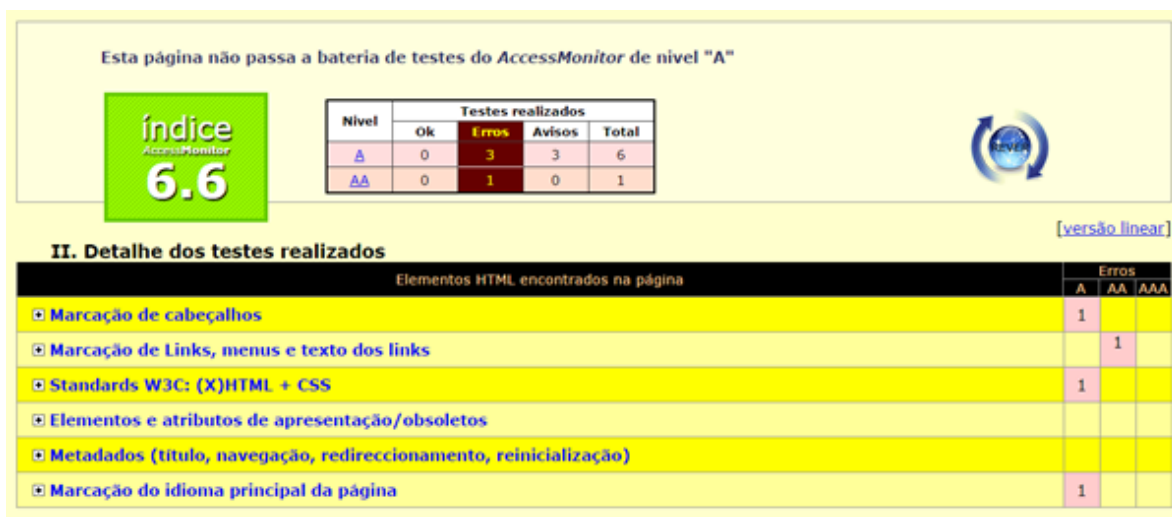 Esta página não passa a bateria de testes do AccessMonitor de nivel "A"
índice
AccessMonitor
6.6
Nivel Testes realizados
Ok Erros Avisos Total
A 0 3 3 6
AA 0 1 0 1
REVER
[versão linear]
II. Detalhe dos testes realizados
Elementos HTML encontrados na página Erros
A AA AAA
Marcação de cabeçalhos 1
Marcação de Links, menus e texto dos links 1
Standards W3C: (X)HTML + CSS 1
Elementos e atributos de apresentação/obsoletos
Metadados (título, navegação, redireccionamento, reinicialização)
Marcação do idioma principal da página 1